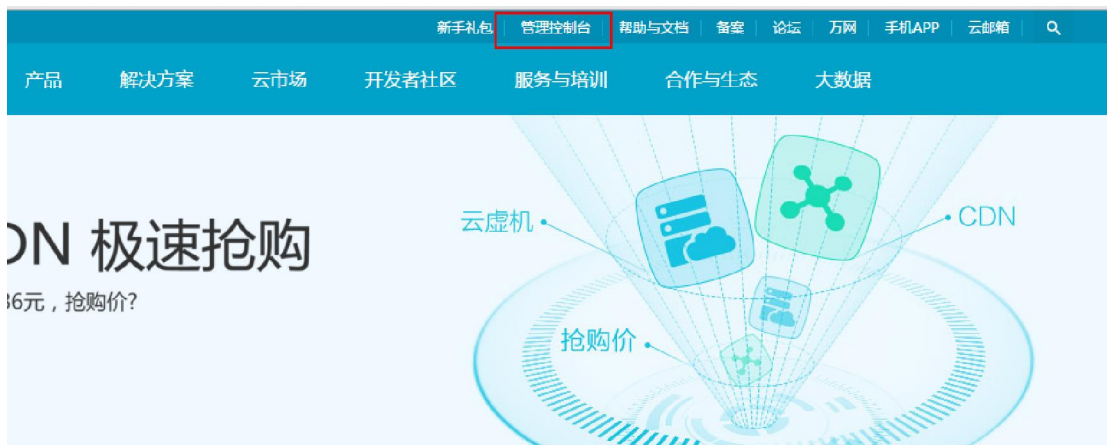 新手礼包 管理控制台 帮助与文档 备案 论坛 万网 手机APP 云邮箱
产品 解决方案 云市场 开发者社区 服务与培训 合作与生态 大数据
云虚机
CDN
DN 极速抢购
36元，抢购价?
抢购价